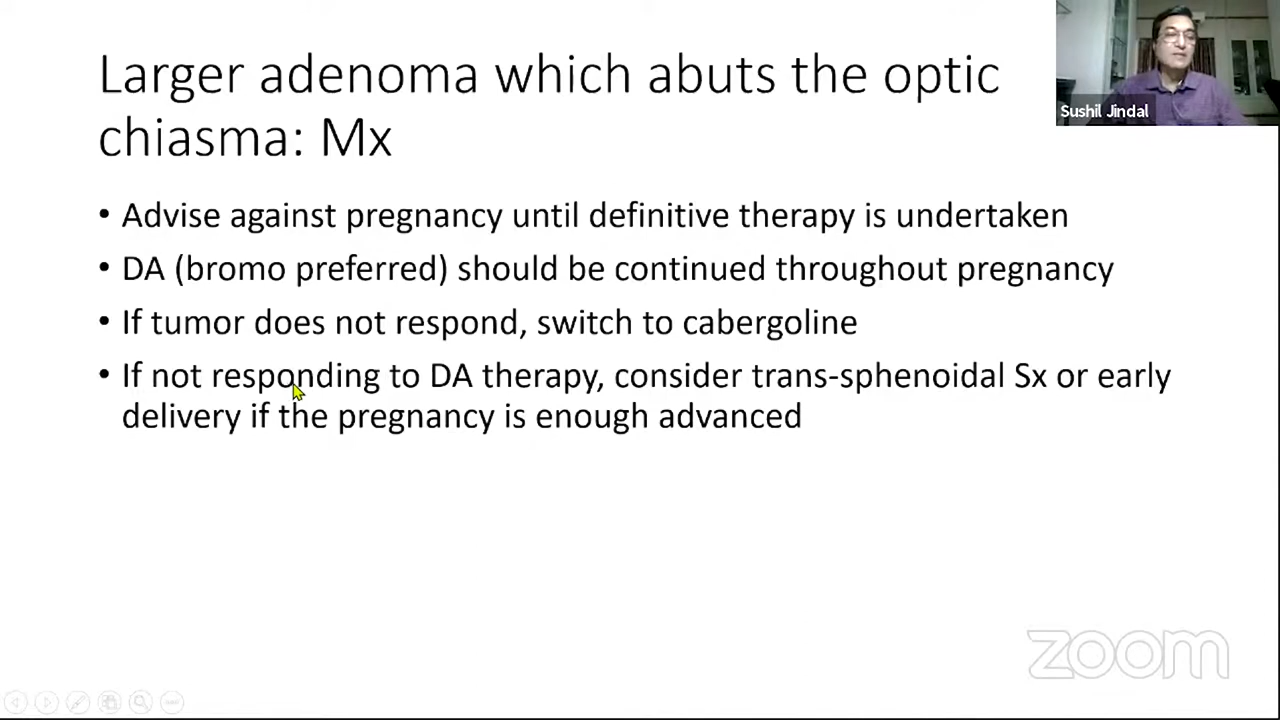 Larger adenoma which abuts the optic
chiasma: Mx
Sushil Jindal
• Advise against pregnancy until definitive therapy is undertaken
• DA (bromo preferred) should be continued throughout pregnancy
• If tumor does not respond, switch to cabergoline
• If not responding to DA therapy, consider trans-sphenoidal Sx or early
delivery if the pregnancy is enough advanced
zoom